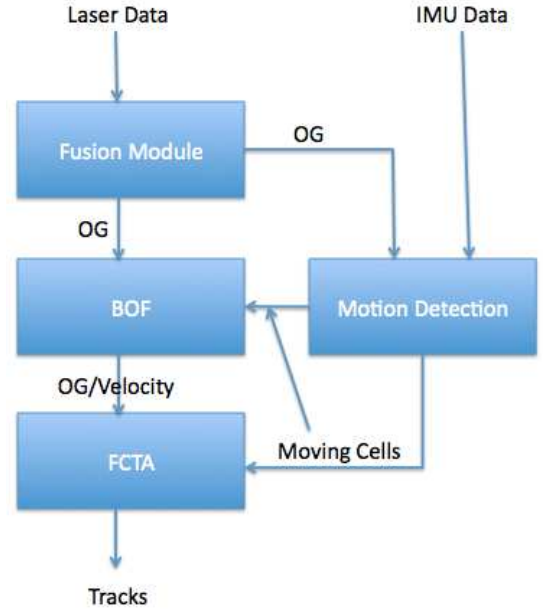 Laser Data
IMU Data
Fusion Module
OG
OG
BOF
Motion Detection
OG/Velocity
Moving Cells
FCTA
Tracks